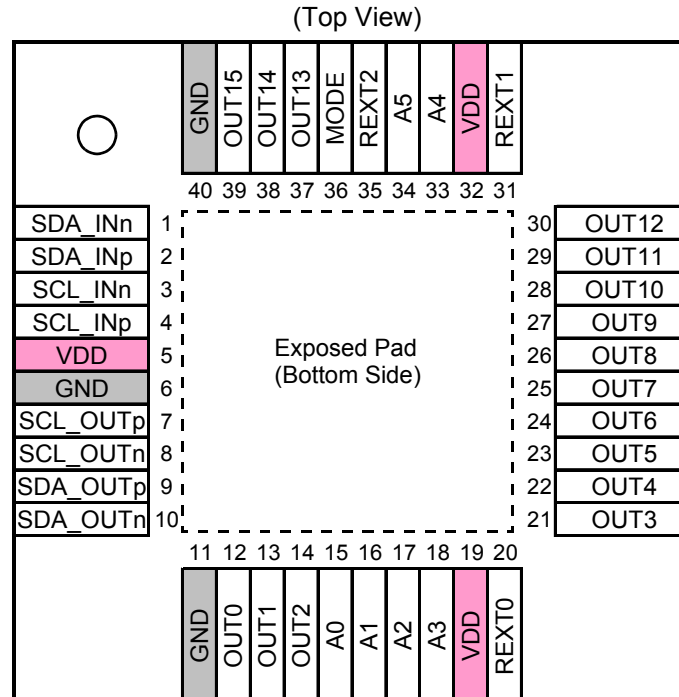 (Top View)
GND OUT15 OUT14 OUT13 MODE REXT2 A5 A4 VDD REXT1
40 39 38 37 36 35 34 33 32 31
SDA_INn 1 30 OUT12
SDA_INp 2 29 OUT11
SCL_INn 3 28 OUT10
SCL_INp 4 27 OUT9
VDD 5 Exposed Pad 26 OUT8
GND 6 (Bottom Side) 25 OUT7
SCL_OUTp 7 24 OUT6
SCL_OUTn 8 23 OUT5
SDA_OUTp 9 22 OUT4
SDA_OUTn 10 21 OUT3
11 12 13 14 15 16 17 18 19 20
GND OUT0 OUT1 OUT2 A0 A1 A2 A3 VDD REXT0